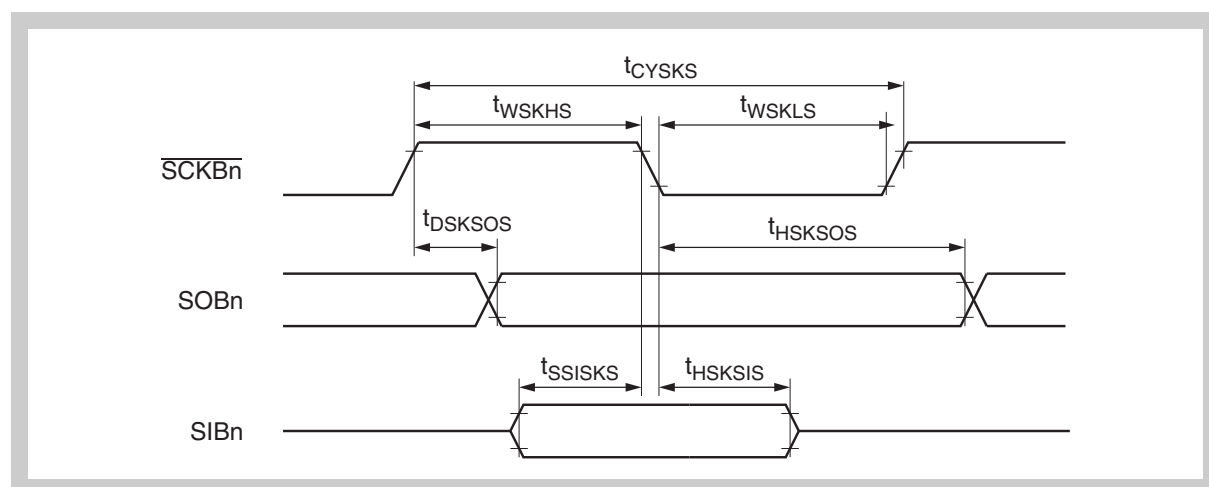 tCYSKS
tWSKHS
tWSKLS
SCKBn
tDSKSOS
tHSKSOS
SOBn
tSSISKS
tHSKSIS
SIBn